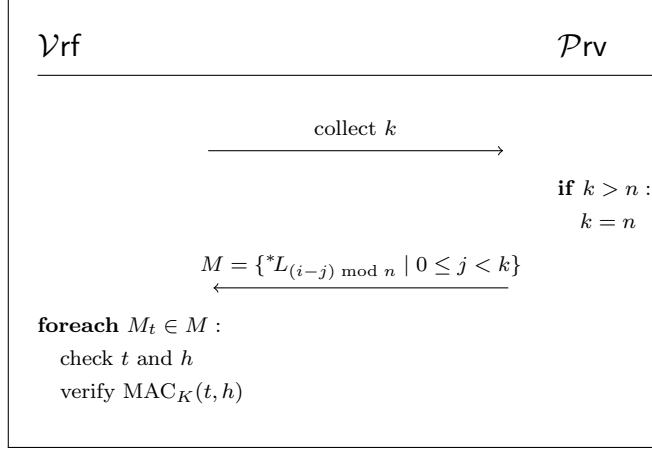 𝒱rf 𝒫rv
collect k
if k > n :
k = n
M = {*L_{(i−j) mod n} | 0 ≤ j < k}
foreach M_t ∈ M :
check t and h
verify MAC_K(t, h)